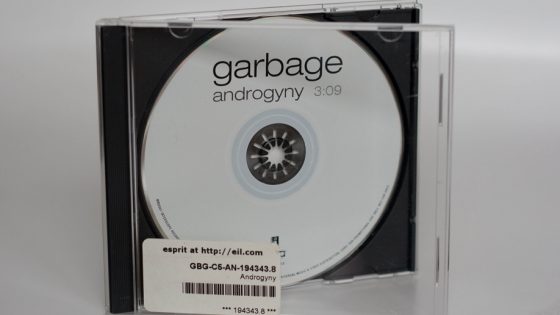 garbage
androgyny 3:09
esprit at http://eil.com
GBG-C5-AN-194343.8
Androgyny
*** 194343.8 ***